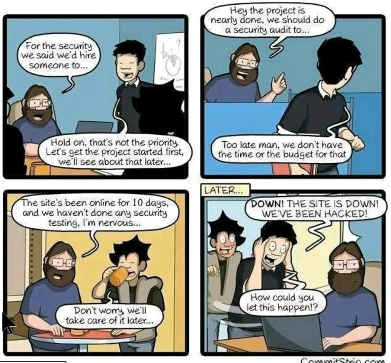 For the security
we said we'd hire
someone to...
Hold on, that's not the priority.
Let's get the project started first,
we'll see about that later...
Hey the project is
nearly done, we should do
a security audit to...
Too late man, we don't have
the time or the budget for that
The site's been online for 10 days,
and we haven't done any security
testing, I'm nervous...
Don't worry, we'll
take care of it later...
LATER...
DOWN! THE SITE IS DOWN!
WE'VE BEEN HACKED!
How could you
let this happen!?
CommitStrip.com